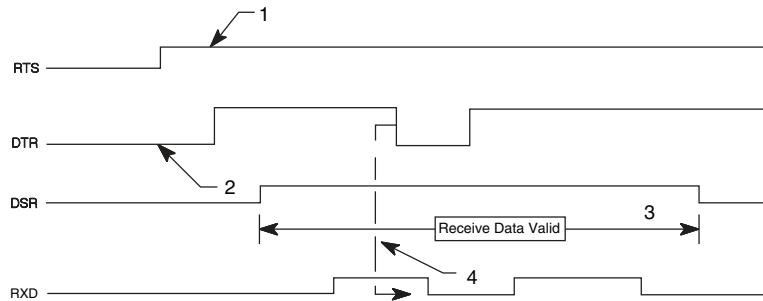 1
RTS
DTR
2
DSR
Receive Data Valid
3
4
RXD